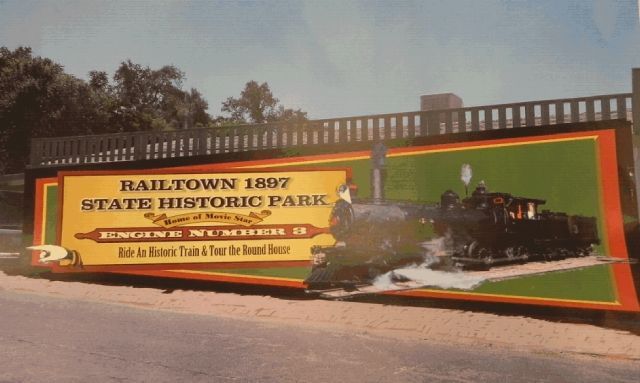 RAILTOWN 1897
STATE HISTORIC PARK
Home of Movie Star
ENGINE NUMBER 3
Ride An Historic Train & Tour the Round House